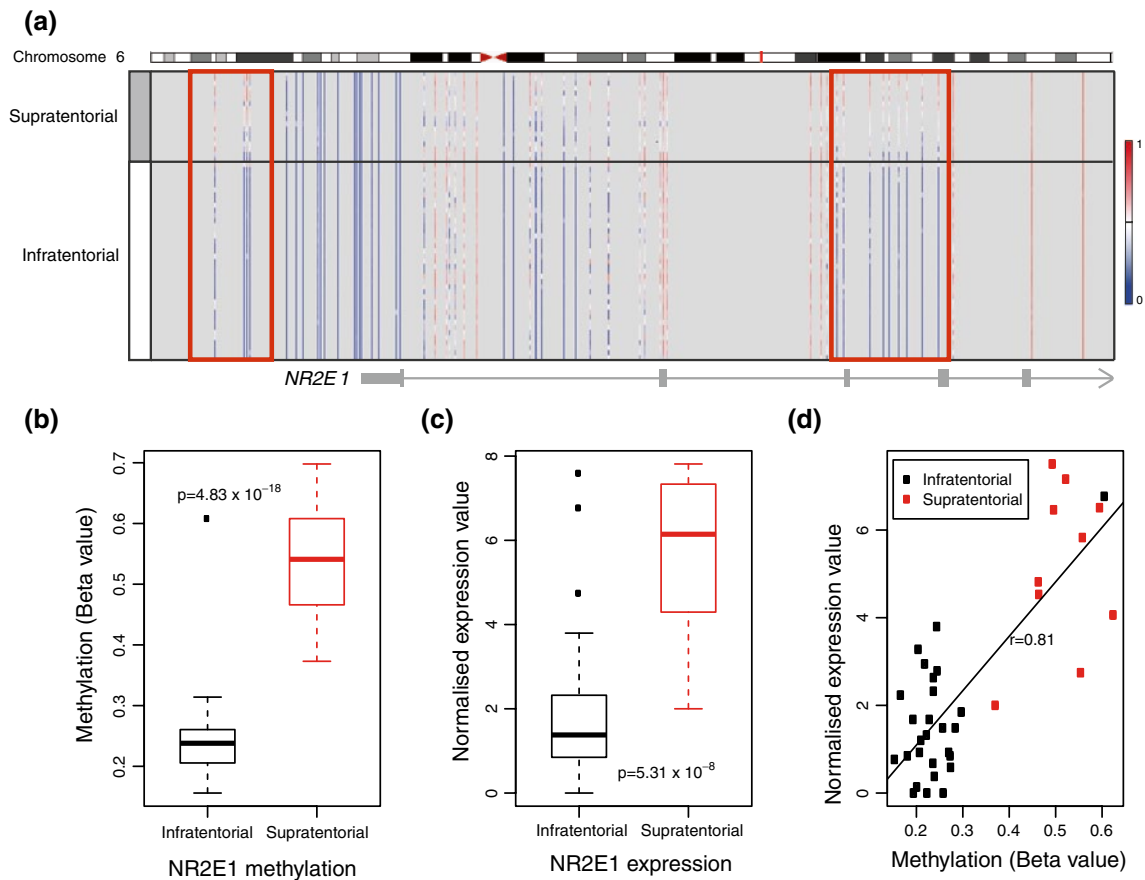 (a)
Chromosome 6
Supratentorial
Infratentorial
1
0
NR2E1
(b)
Methylation (Beta value)
0.7
0.6
0.5
0.4
0.3
0.2
p=4.83 x 10⁻¹⁸
Infratentorial Supratentorial
NR2E1 methylation
(c)
Normalised expression value
8
6
4
2
0
p=5.31 x 10⁻⁸
Infratentorial Supratentorial
NR2E1 expression
(d)
Normalised expression value
6
4
2
0
Infratentorial
Supratentorial
r=0.81
0.2 0.3 0.4 0.5 0.6
Methylation (Beta value)